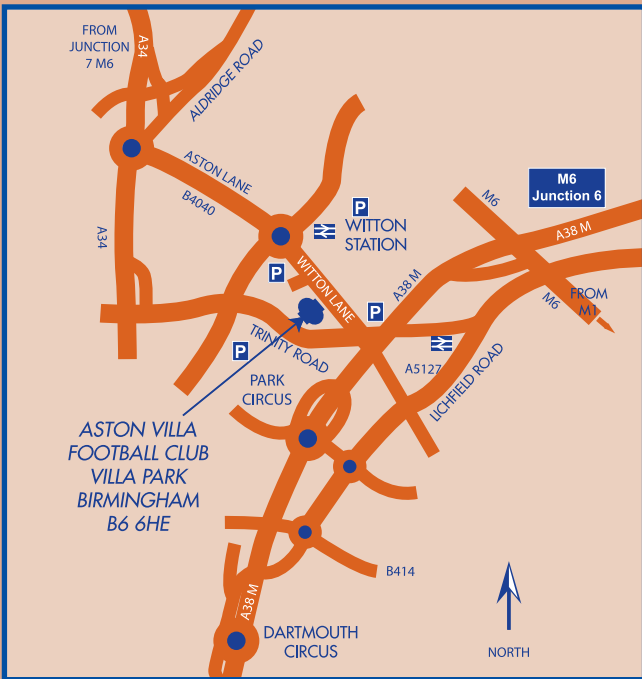 FROM
JUNCTION
7 M6
A34
ALDRIDGE ROAD
ASTON LANE
B4040
P
WITTON
STATION
M6
Junction 6
M6
A38 M
A34
P
WITTON LANE
A38 M
M6
FROM
M1
P
TRINITY ROAD
P
A5127
LICHFIELD ROAD
PARK
CIRCUS
ASTON VILLA
FOOTBALL CLUB
VILLA PARK
BIRMINGHAM
B6 6HE
B414
A38 M
DARTMOUTH
CIRCUS
NORTH